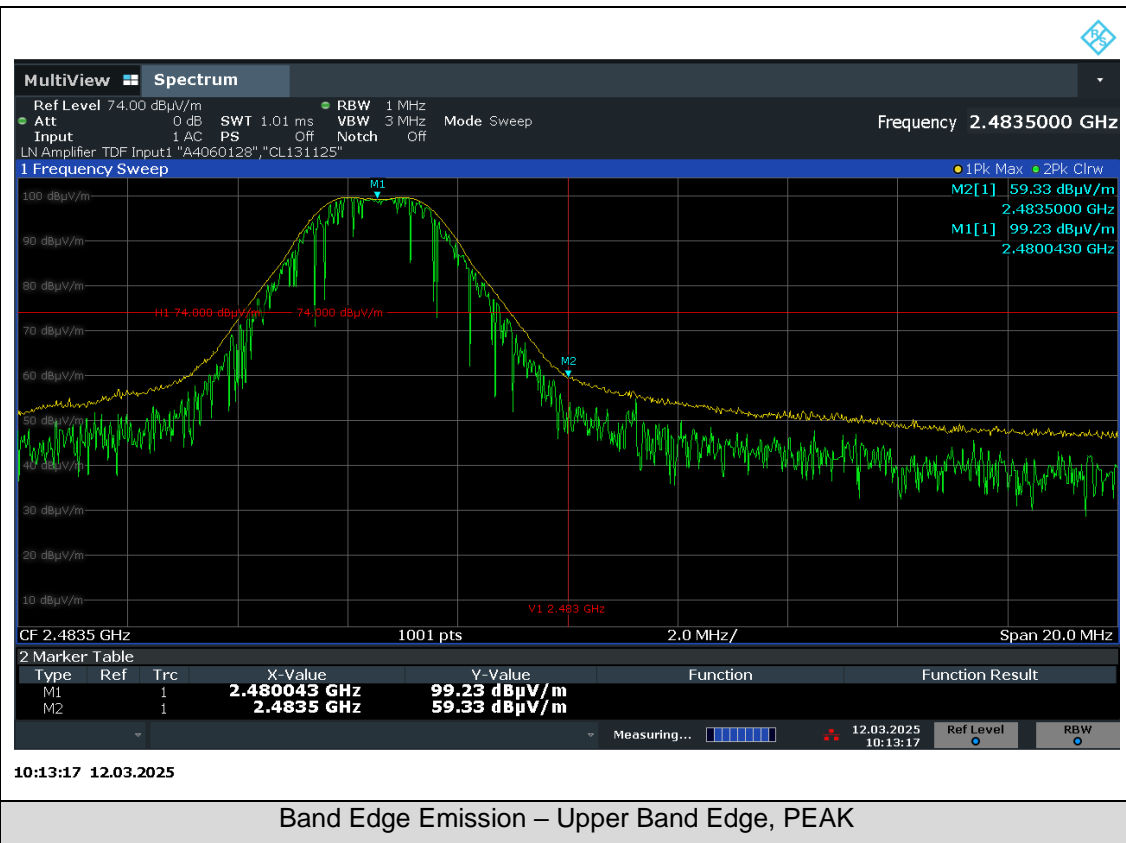 R S
MultiView Spectrum
Ref Level 74.00 dBµV/m RBW 1 MHz
Att 0 dB SWT 1.01 ms VBW 3 MHz Mode Sweep Frequency 2.4835000 GHz
Input 1 AC PS Off Notch Off
LN Amplifier TDF Input1 "A4060128","CL131125"
1 Frequency Sweep 1Pk Max 2Pk Clrw
M1
M2[1] 59.33 dBµV/m
2.4835000 GHz
M1[1] 99.23 dBµV/m
2.4800430 GHz
100 dBµV/m
90 dBµV/m
80 dBµV/m
H1 74.000 dBµV/m 74.000 dBµV/m
70 dBµV/m
M2
60 dBµV/m
50 dBµV/m
40 dBµV/m
30 dBµV/m
20 dBµV/m
10 dBµV/m
V1 2.483 GHz
CF 2.4835 GHz 1001 pts 2.0 MHz/ Span 20.0 MHz
2 Marker Table
Type Ref Trc X-Value Y-Value Function Function Result
M1 1 2.480043 GHz 99.23 dBµV/m
M2 1 2.4835 GHz 59.33 dBµV/m
Measuring... 12.03.2025 10:13:17 Ref Level RBW
10:13:17 12.03.2025
Band Edge Emission – Upper Band Edge, PEAK